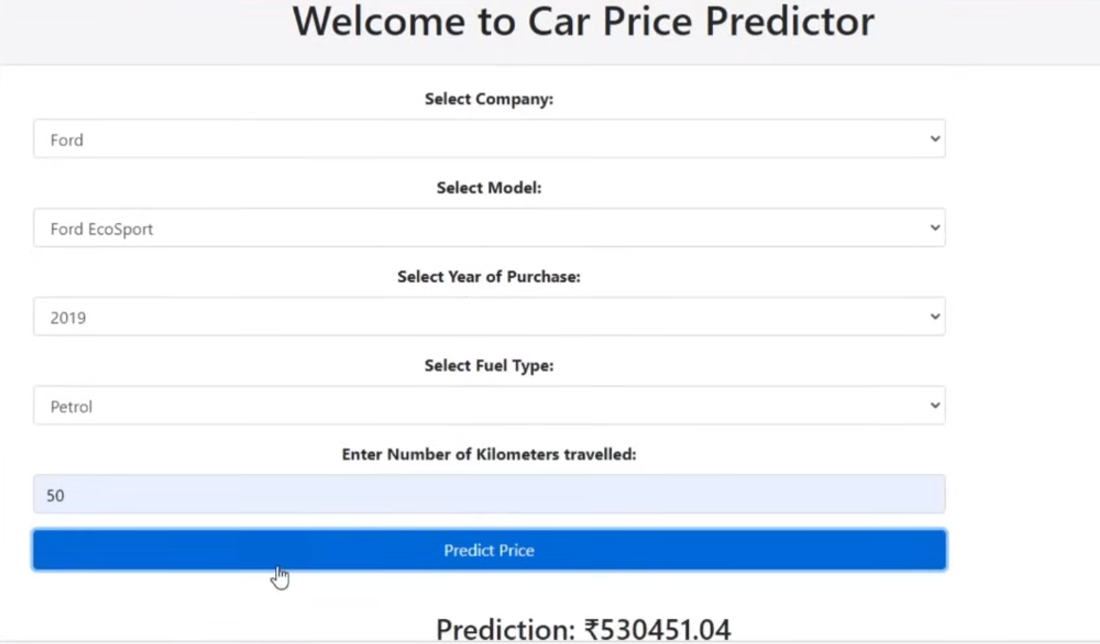 Welcome to Car Price Predictor
Select Company:
Ford
Select Model:
Ford EcoSport
Select Year of Purchase:
2019
Select Fuel Type:
Petrol
Enter Number of Kilometers travelled:
50
Predict Price
Prediction: ₹530451.04